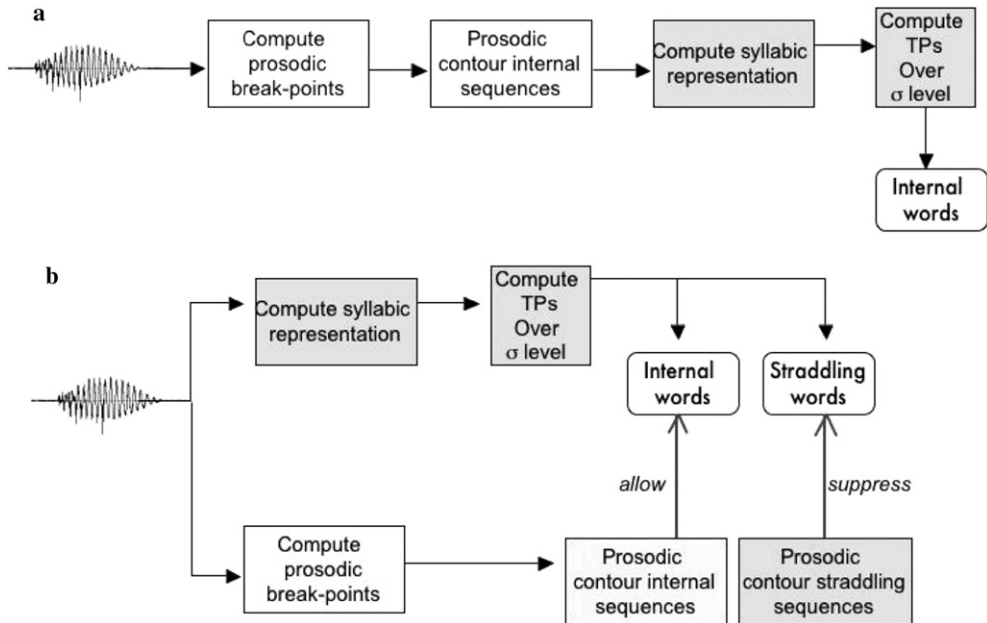 a
Compute
prosodic
break-points
Prosodic
contour internal
sequences
Compute syllabic
representation
Compute
TPs
Over
σ level
Internal
words
b
Compute syllabic
representation
Compute
TPs
Over
σ level
Internal
words
Straddling
words
allow
suppress
Compute
prosodic
break-points
Prosodic
contour internal
sequences
Prosodic
contour straddling
sequences